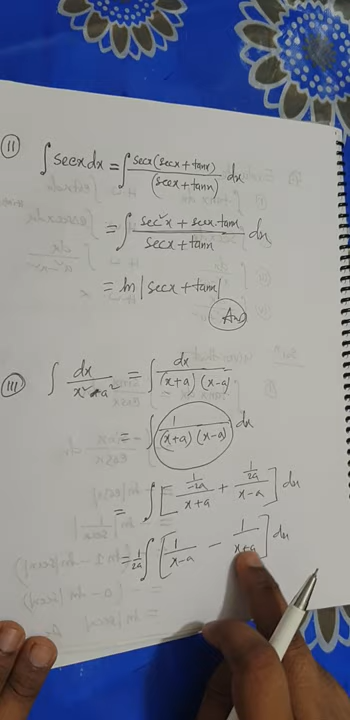 (ii) ∫ secx dx = ∫ secx (secx + tanx) / (secx + tanx) dx
= ∫ sec²x + secx tanx / secx + tanx dx
= ln |secx + tanx|
Ans
(iii) ∫ dx / x² - a² = ∫ dx / (x+a) (x-a)
= ∫ 1 / (x+a) (x-a) dx
= ∫ [ 1/-2a / x+a + 1/2a / x-a ] dx
= 1/2a ∫ [ 1 / x-a - 1 / x+a ] dx